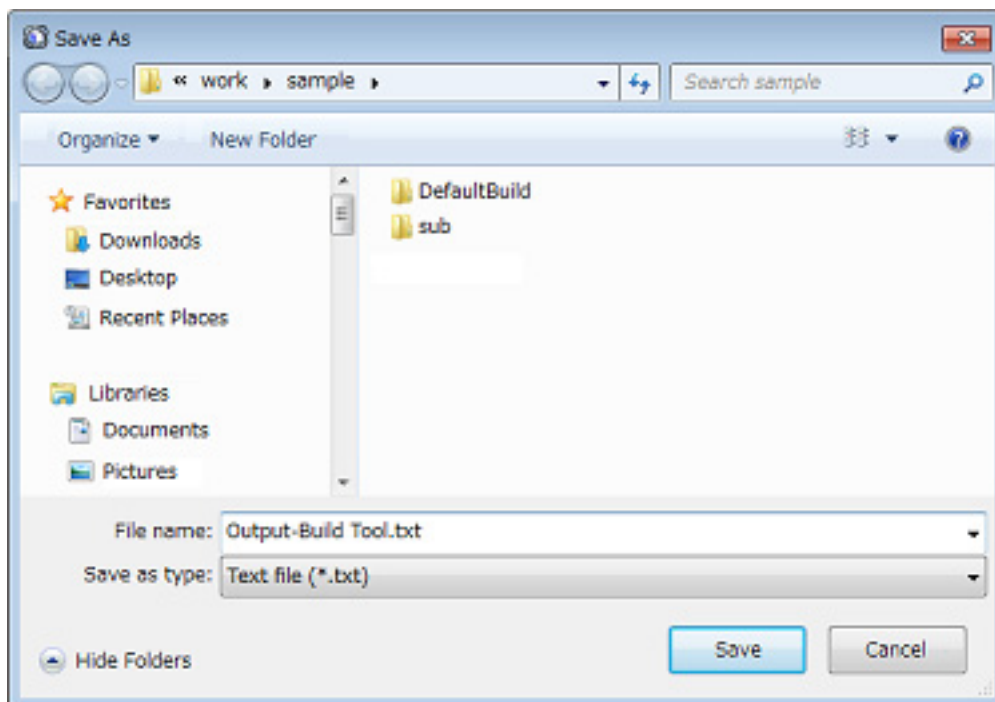 Save As
« work ▸ sample ▸
Search sample
Organize ▾ New Folder
Favorites
Downloads
Desktop
Recent Places
Libraries
Documents
Pictures
DefaultBuild
sub
File name: Output-Build Tool.txt
Save as type: Text file (*.txt)
Hide Folders
Save
Cancel